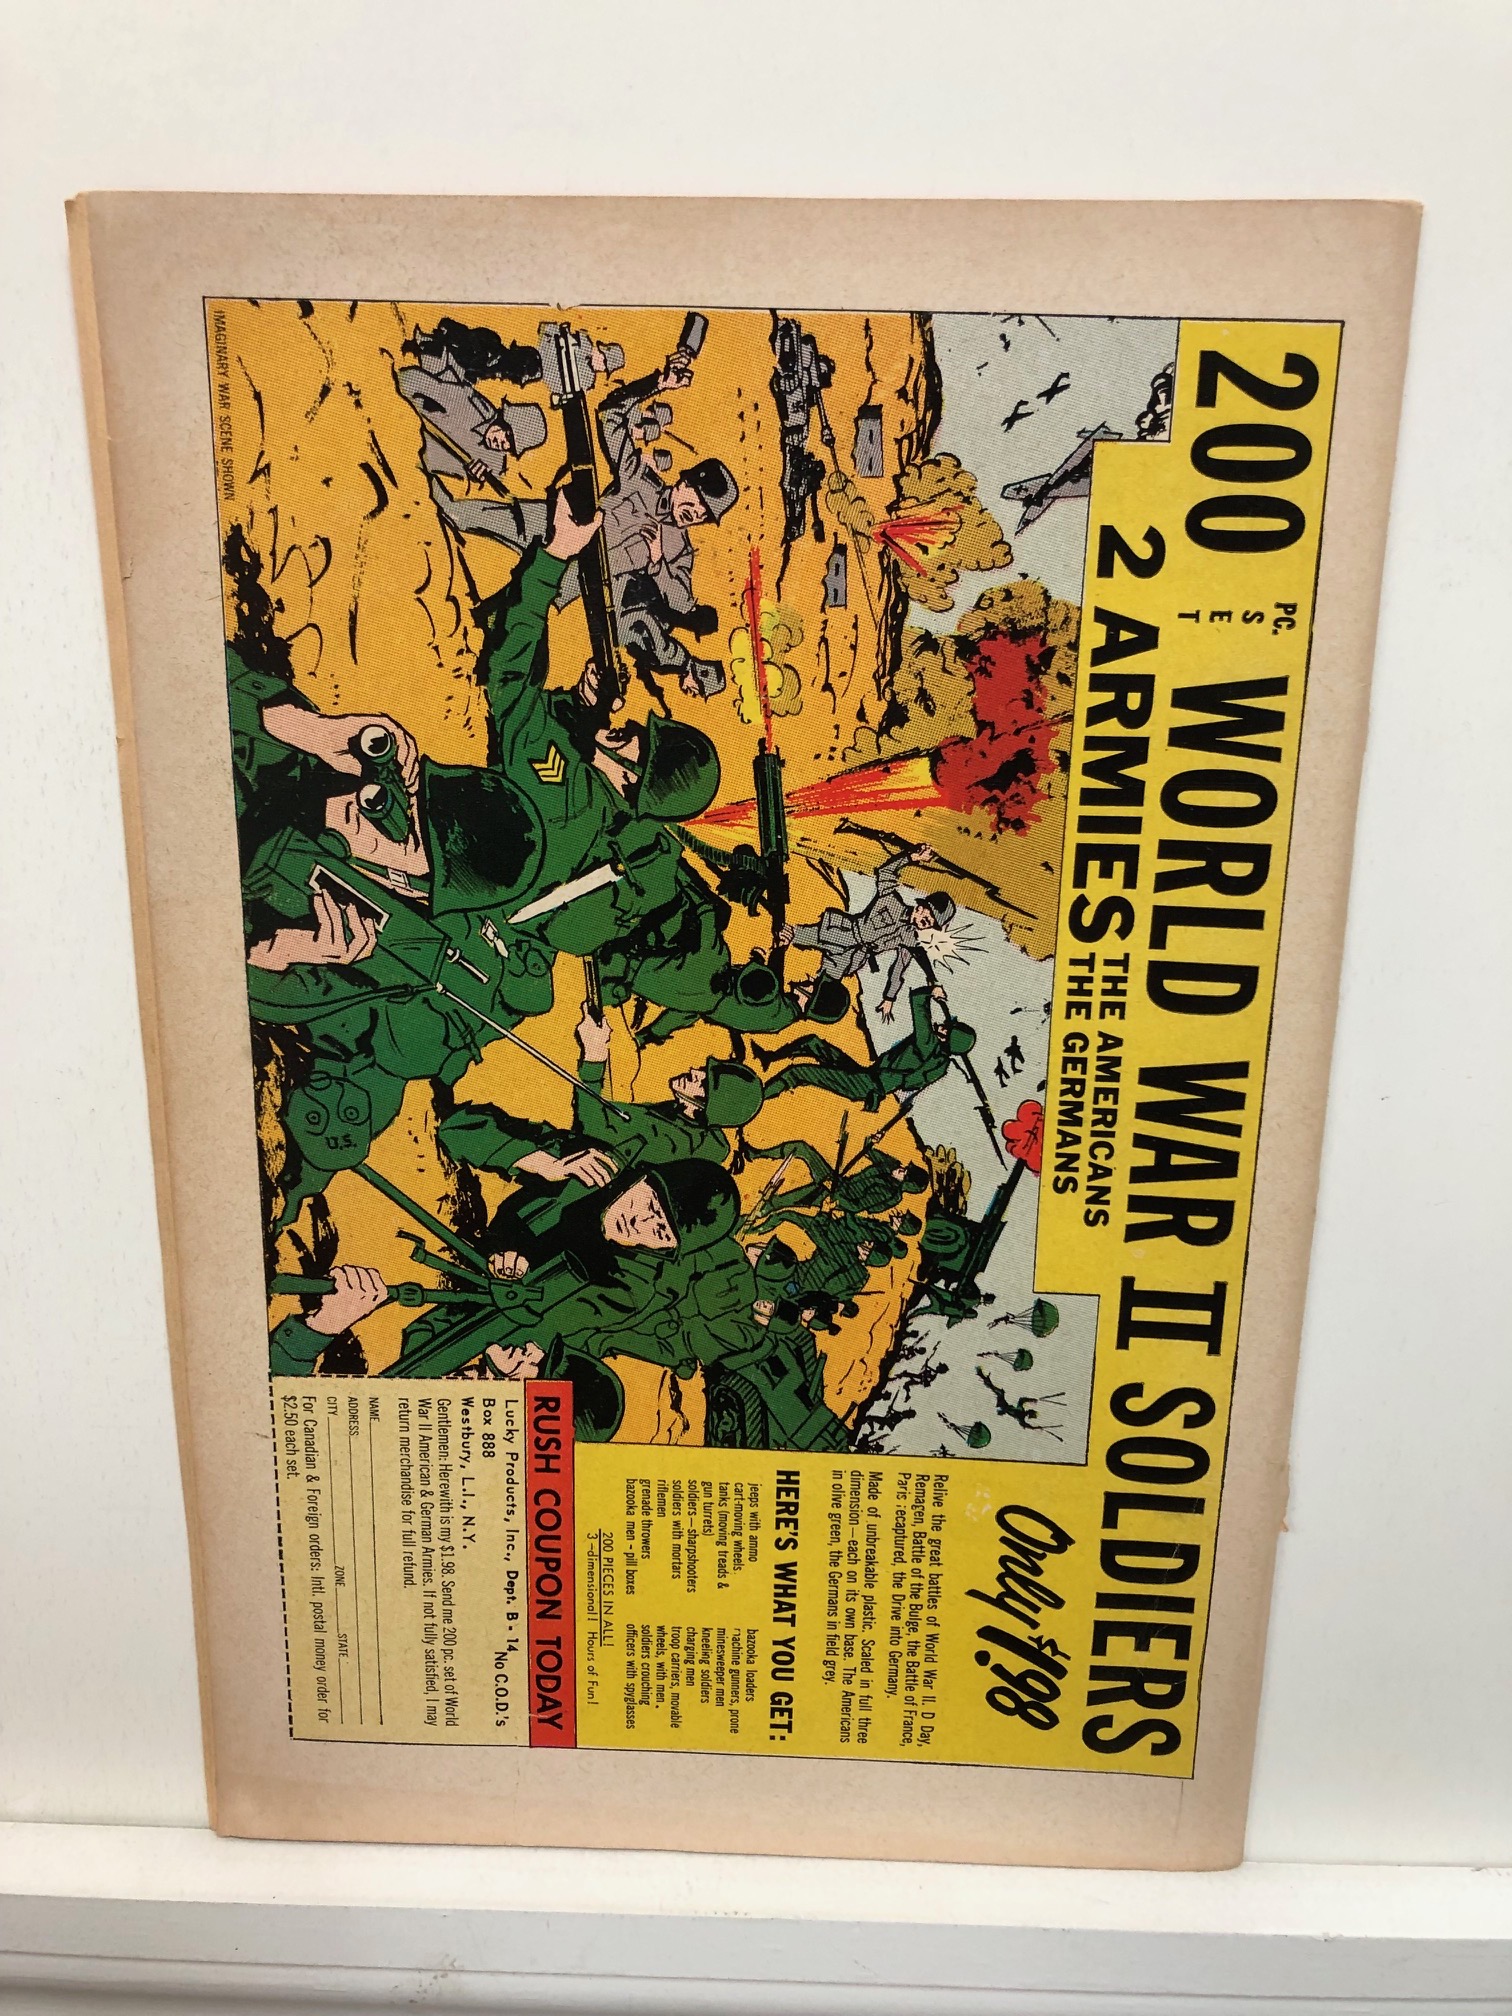 200 PC. SET WORLD WAR II SOLDIERS
2 ARMIES THE AMERICANS
THE GERMANS
Only $1.98
Relive the great battles of World War II. D Day,
Remagen, Battle of the Bulge, the Battle of France,
Paris recaptured, the Drive into Germany.
Made of unbreakable plastic. Scaled in full three
dimension—each on its own base. The Americans
in olive green, the Germans in field grey.
HERE'S WHAT YOU GET:
jeeps with ammo
cart-moving wheels
tanks (moving treads &
gun turrets)
soldiers—sharpshooters
soldiers with mortars
riflemen
grenade throwers
bazooka men - pill boxes
bazooka loaders
machine gunners, prone
minesweeper men
kneeling soldiers
charging men
troop carriers, movable
wheels, with men.
soldiers crouching
officers with spyglasses
200 PIECES IN ALL!
3-dimensional! Hours of Fun!
RUSH COUPON TODAY
Lucky Products, Inc., Dept. B-14 No C.O.D.'s
Box 888
Westbury, L.I., N.Y.
Gentlemen: Herewith is my $1.98. Send me 200 pc. set of World
War II American & German Armies. If not fully satisfied, I may
return merchandise for full refund.
NAME
ADDRESS
CITY ZONE STATE
For Canadian & Foreign orders: Intl. postal money order for
$2.50 each set.
U.S.
IMAGINARY WAR SCENE SHOWN